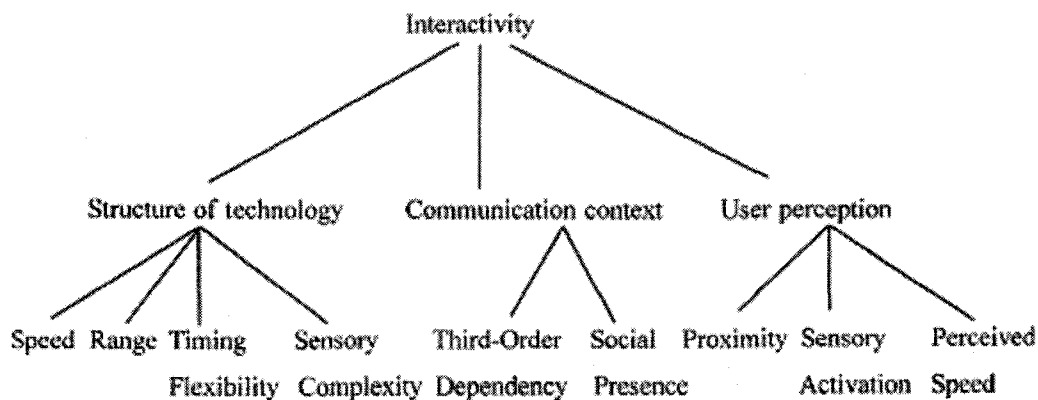 Interactivity
Structure of technology Communication context User perception
Speed Range Timing Sensory Third-Order Social Proximity Sensory Perceived
Flexibility Complexity Dependency Presence Activation Speed